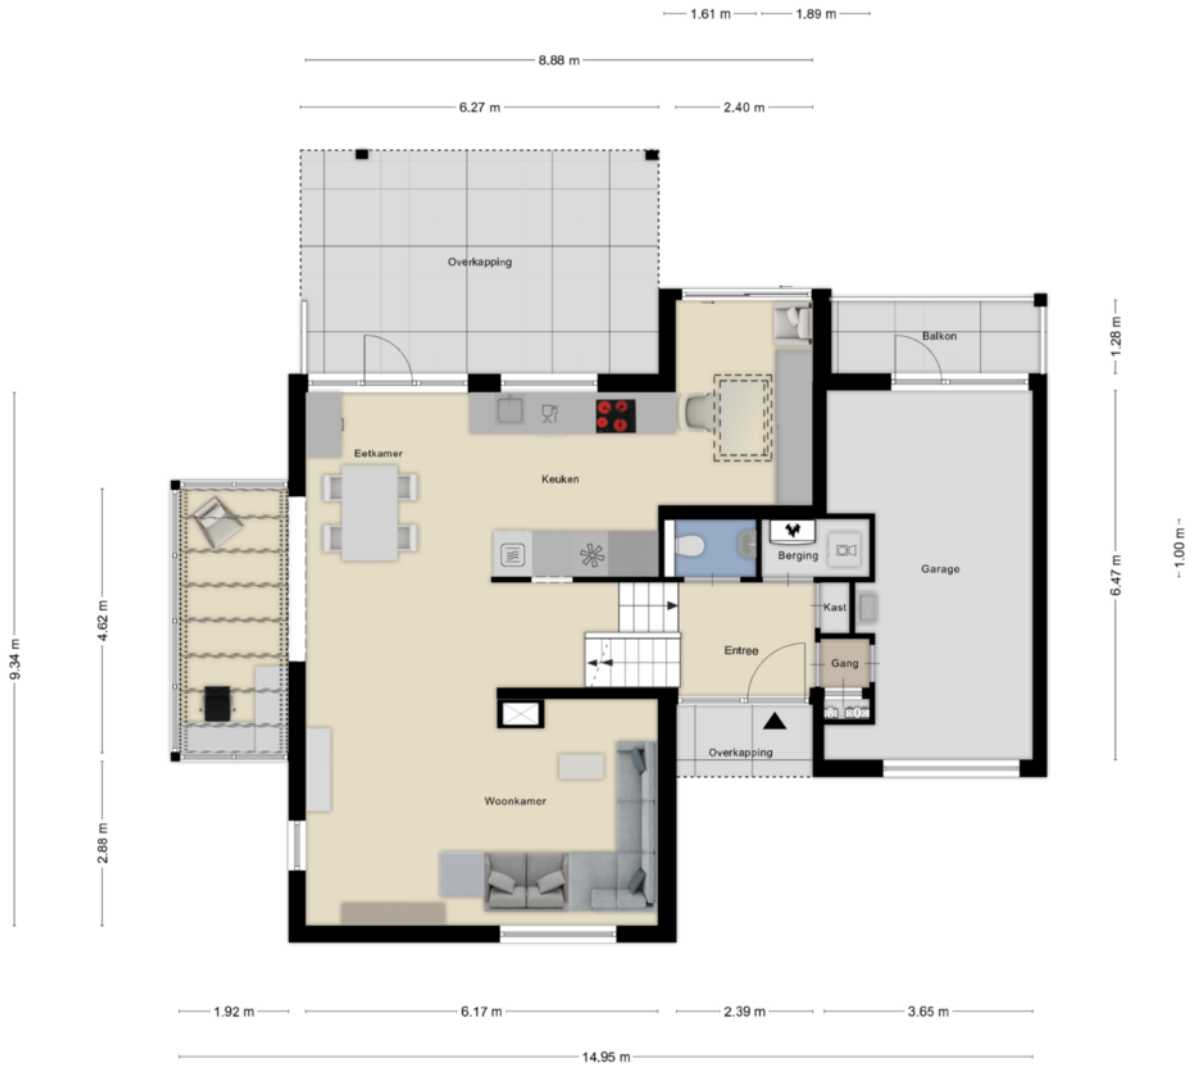 1.61 m
1.89 m
8.88 m
6.27 m
2.40 m
Overkapping
Balkon
1.28 m
Eetkamer
Keuken
1.00 m
Berging
Garage
6.47 m
4.62 m
Kast
9.34 m
Entree
Gang
Overkapping
Woonkamer
2.88 m
1.92 m
6.17 m
2.39 m
3.65 m
14.95 m